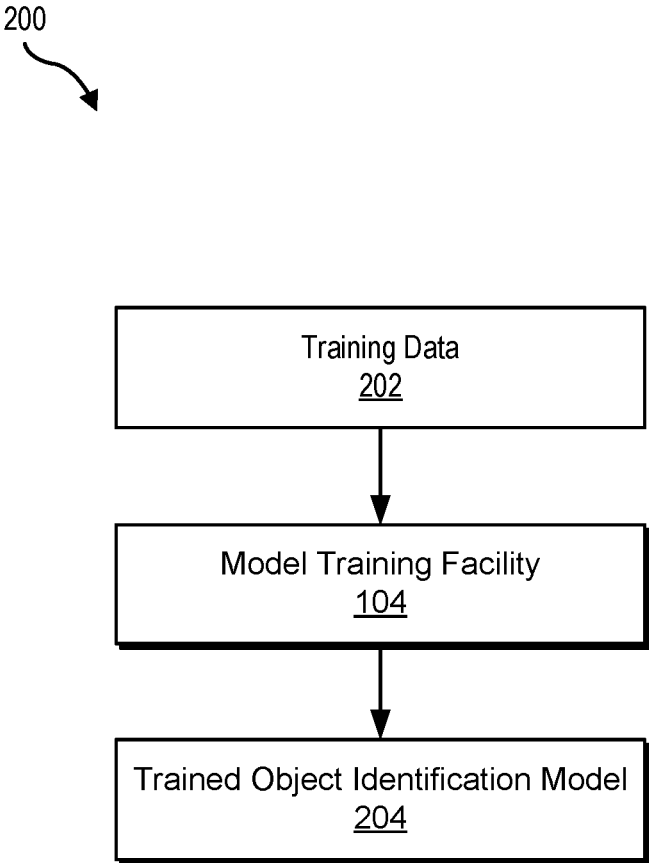 200
Training Data
202
Model Training Facility
104
Trained Object Identification Model
204